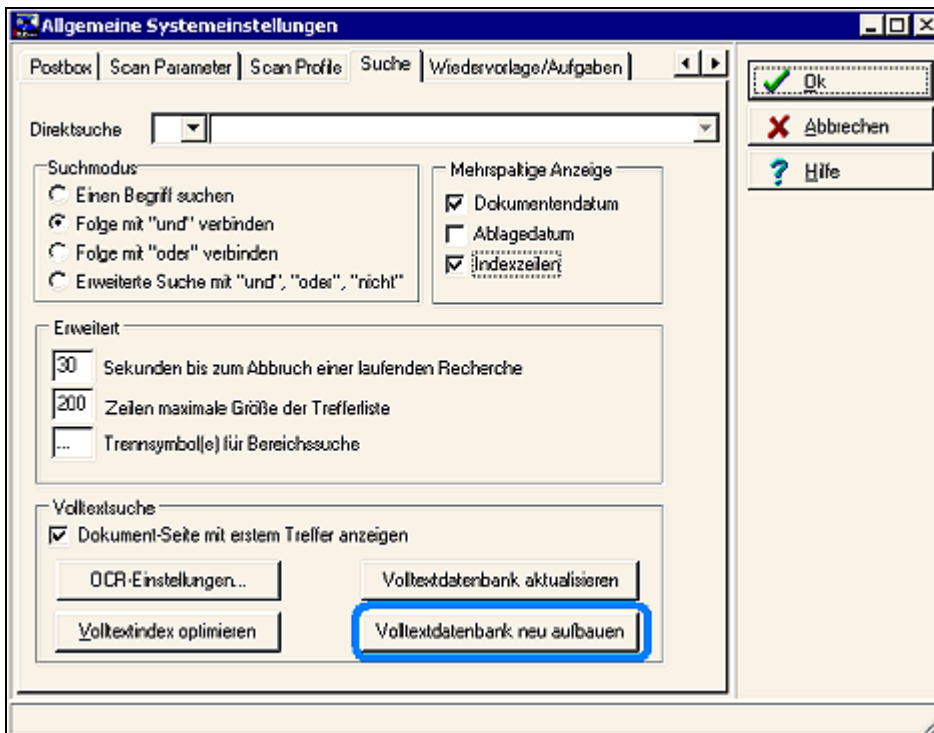 Allgemeine Systemeinstellungen
Postbox Scan Parameter Scan Profile Suche Wiedervorlage/Aufgaben
Ok
Abbrechen
Hilfe
Direktsuche
Suchmodus
Einen Begriff suchen
Folge mit "und" verbinden
Folge mit "oder" verbinden
Erweiterte Suche mit "und", "oder", "nicht"
Mehrspaltige Anzeige
Dokumentendatum
Ablagedatum
Indexzeilen
Erweitert
30 Sekunden bis zum Abbruch einer laufenden Recherche
200 Zeilen maximale Größe der Trefferliste
... Trennsymbol(e) für Bereichssuche
Volltextsuche
Dokument-Seite mit erstem Treffer anzeigen
OCR-Einstellungen... Volltextdatenbank aktualisieren
Volltextindex optimieren Volltextdatenbank neu aufbauen